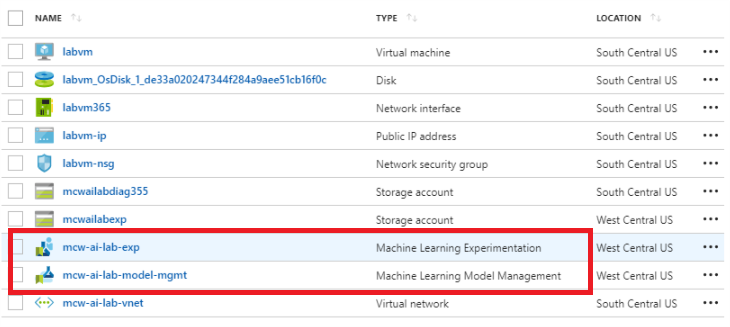 NAME TYPE LOCATION
labvm Virtual machine South Central US
labvm_OsDisk_1_de33a020247344f284a9aee51cb16f0c Disk South Central US
labvm365 Network interface South Central US
labvm-ip Public IP address South Central US
labvm-nsg Network security group South Central US
mcwailabdiag355 Storage account South Central US
mcwailabexp Storage account West Central US
mcw-ai-lab-exp Machine Learning Experimentation West Central US
mcw-ai-lab-model-mgmt Machine Learning Model Management West Central US
mcw-ai-lab-vnet Virtual network South Central US